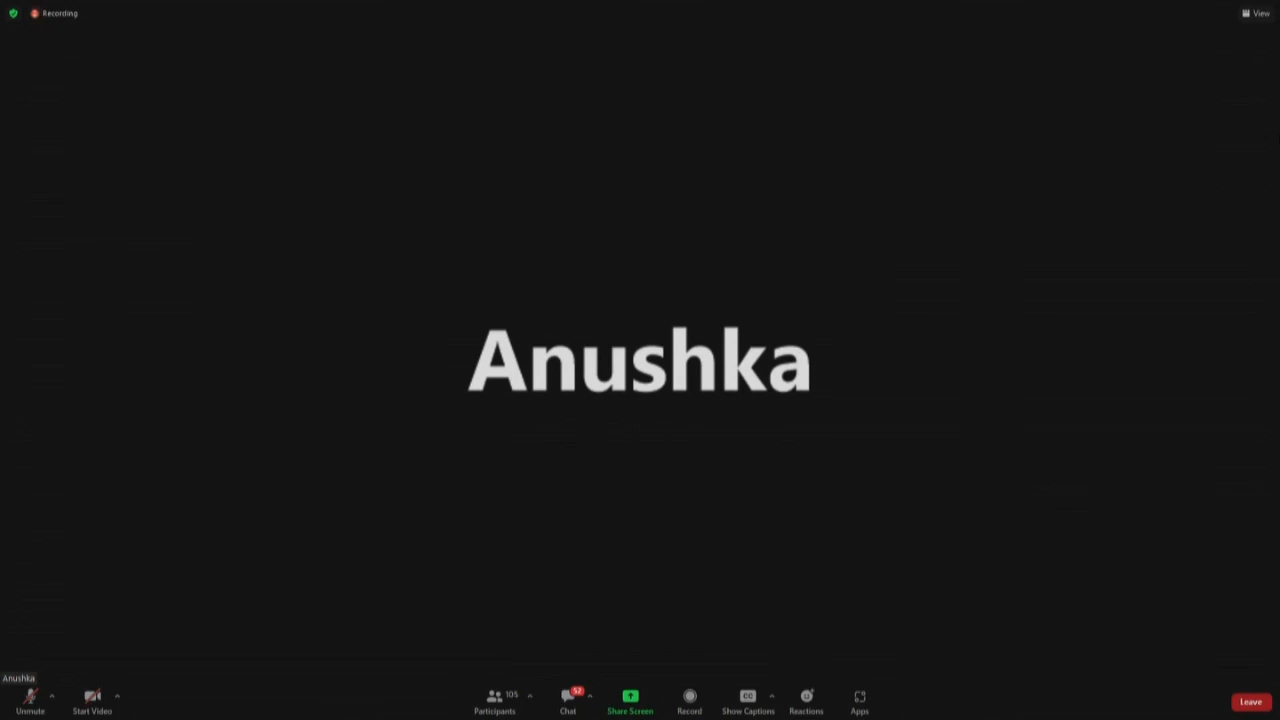 Recording
View
Anushka
Anushka
Unmute
Start Video
105
Participants
52
Chat
Share Screen
Record
CC
Show Captions
Reactions
Apps
Leave